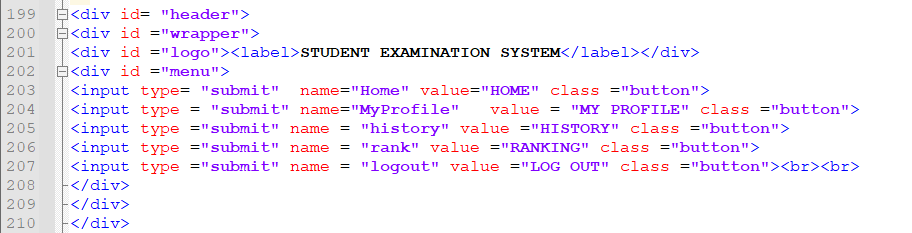 199 <div id= "header">
200 <div id ="wrapper">
201 <div id ="logo"><label>STUDENT EXAMINATION SYSTEM</label></div>
202 <div id ="menu">
203 <input type= "submit"  name="Home" value="HOME" class ="button">
204 <input type = "submit" name="MyProfile"   value = "MY PROFILE" class ="button">
205 <input type ="submit" name = "history" value ="HISTORY" class ="button">
206 <input type ="submit" name = "rank" value ="RANKING" class ="button">
207 <input type ="submit" name = "logout" value ="LOG OUT" class ="button"><br><br>
208 </div>
209 </div>
210 </div>